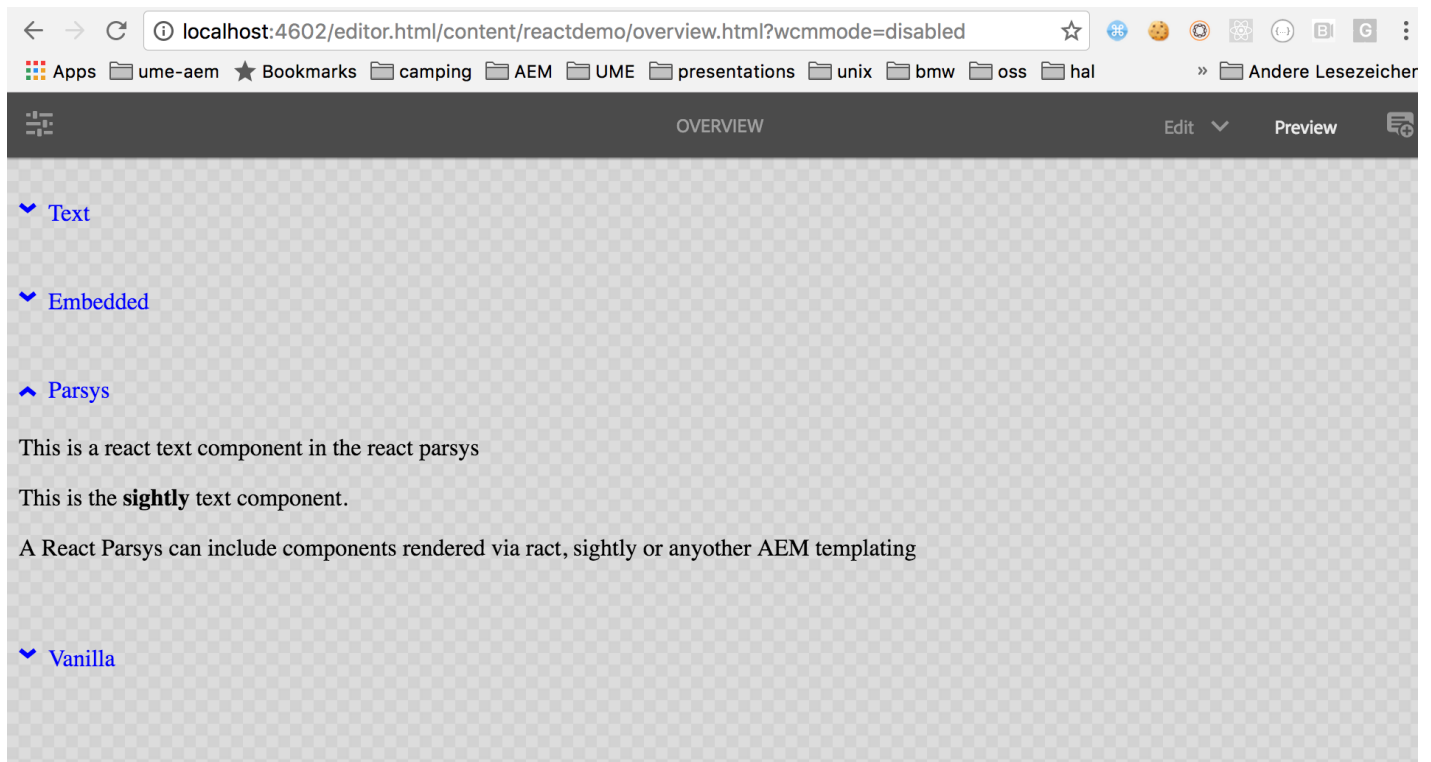 localhost:4602/editor.html/content/reactdemo/overview.html?wcmmode=disabled
Apps ume-aem Bookmarks camping AEM UME presentations unix bmw oss hal » Andere Lesezeichen
OVERVIEW Edit Preview
Text
Embedded
Parsys
This is a react text component in the react parsys
This is the sightly text component.
A React Parsys can include components rendered via ract, sightly or anyother AEM templating
Vanilla